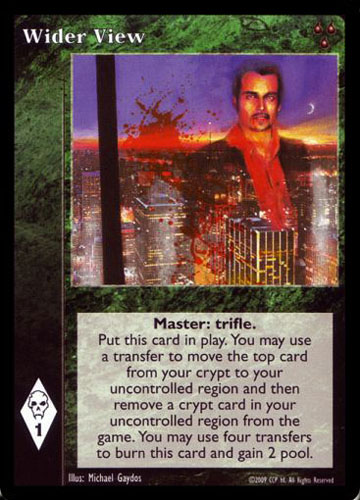 Wider View
Master: trifle.
Put this card in play. You may use
a transfer to move the top card
from your crypt to your
uncontrolled region and then
remove a crypt card in your
uncontrolled region from the
game. You may use four transfers
to burn this card and gain 2 pool.
1
Illus: Michael Gaydos
©2009 CCP hf. All Rights Reserved